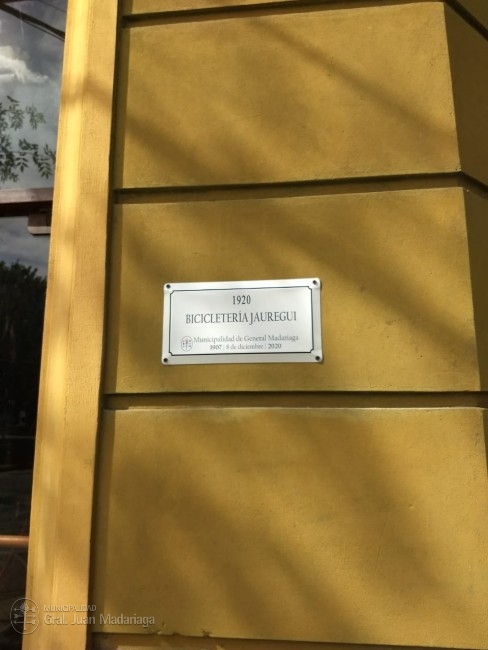 1920
BICICLETERÍA JAUREGUI
Municipalidad de General Madariaga
1907 | 8 de diciembre | 2020
MUNICIPALIDAD
Gral. Juan Madariaga